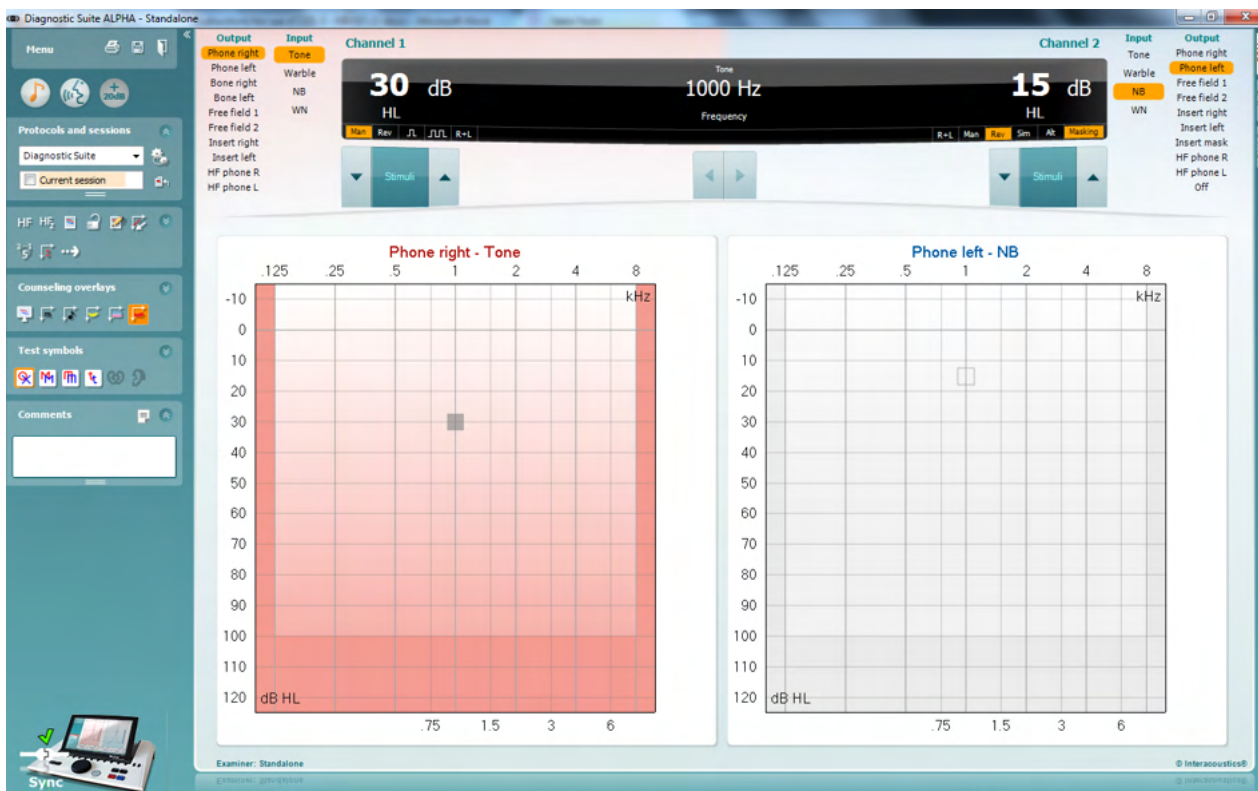 Diagnostic Suite ALPHA - Standalone
Menu
+
20dB
Protocols and sessions
Diagnostic Suite
Current session
HF HF2
Counseling overlays
Test symbols
Comments
Sync
Output
Phone right
Phone left
Bone right
Bone left
Free field 1
Free field 2
Insert right
Insert left
HF phone R
HF phone L
Input
Tone
Warble
NB
WN
Channel 1
30 dB
HL
Man Rev R+L
Stimuli
Tone
1000 Hz
Frequency
Channel 2
15 dB
HL
R+L Man Rev Sim Alt Masking
Stimuli
Input
Tone
Warble
NB
WN
Output
Phone right
Phone left
Free field 1
Free field 2
Insert right
Insert left
Insert mask
HF phone R
HF phone L
Off
Phone right - Tone
.125 .25 .5 1 2 4 8
kHz
-10
0
10
20
30
40
50
60
70
80
90
100
110
120
dB HL
.75 1.5 3 6
Phone left - NB
.125 .25 .5 1 2 4 8
kHz
-10
0
10
20
30
40
50
60
70
80
90
100
110
120
dB HL
.75 1.5 3 6
Examiner: Standalone
© Interacoustics®